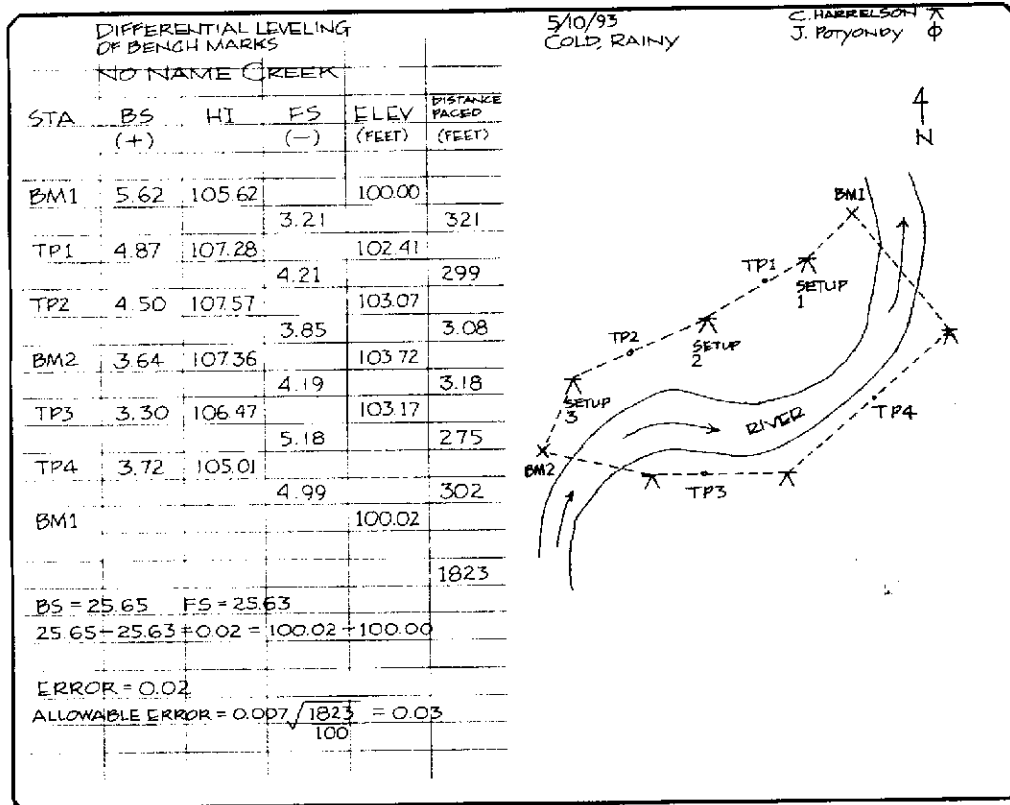 DIFFERENTIAL LEVELING
OF BENCH MARKS
NO NAME CREEK
5/10/93
COLD, RAINY
C. HARRELSON
J. POTYONDY
STA BS HI FS ELEV DISTANCE PACED
(+) (-) (FEET) (FEET)
BM1 5.62 105.62 100.00
3.21 321
TP1 4.87 107.28 102.41
4.21 299
TP2 4.50 107.57 103.07
3.85 3.08
BM2 3.64 107.36 103.72
4.19 3.18
TP3 3.30 106.47 103.17
5.18 275
TP4 3.72 105.01
4.99 302
BM1 100.02
1823
BS = 25.65 FS = 25.63
25.65 - 25.63 + 0.02 = 100.02 - 100.00
ERROR = 0.02
ALLOWABLE ERROR = 0.007 √1823/100 = 0.03
N
BM1
TP1
SETUP
1
TP2
SETUP
2
SETUP
3
RIVER
TP4
BM2
TP3